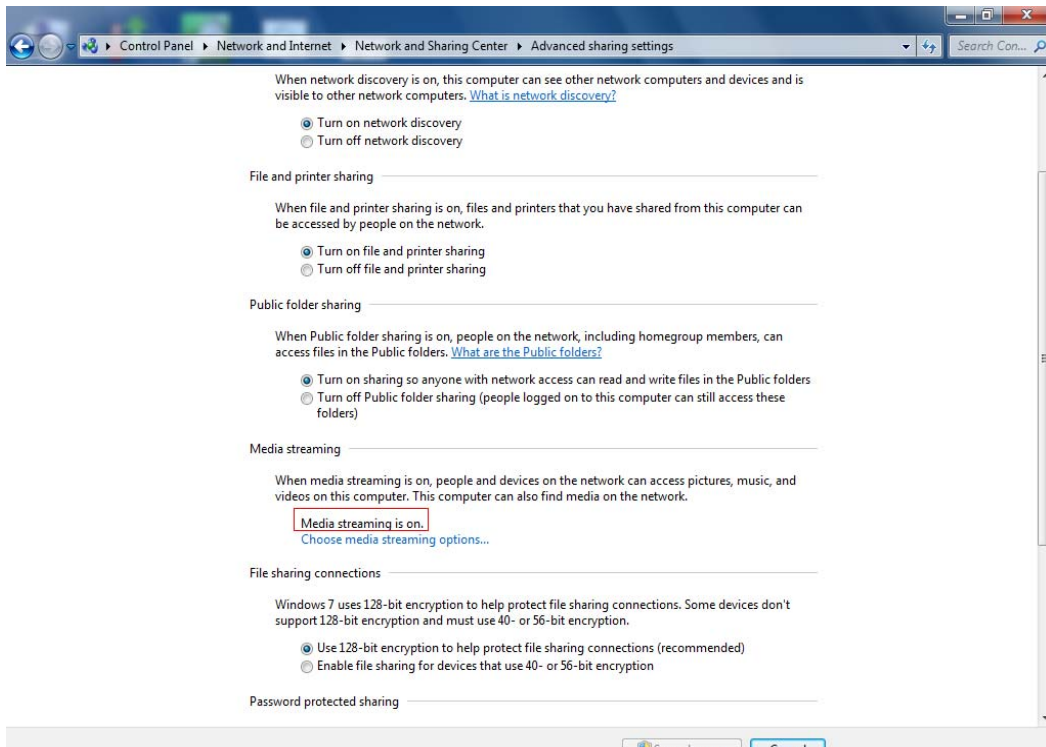 Control Panel ▸ Network and Internet ▸ Network and Sharing Center ▸ Advanced sharing settings
Search Con...
When network discovery is on, this computer can see other network computers and devices and is
visible to other network computers. What is network discovery?
Turn on network discovery
Turn off network discovery
File and printer sharing
When file and printer sharing is on, files and printers that you have shared from this computer can
be accessed by people on the network.
Turn on file and printer sharing
Turn off file and printer sharing
Public folder sharing
When Public folder sharing is on, people on the network, including homegroup members, can
access files in the Public folders. What are the Public folders?
Turn on sharing so anyone with network access can read and write files in the Public folders
Turn off Public folder sharing (people logged on to this computer can still access these
folders)
Media streaming
When media streaming is on, people and devices on the network can access pictures, music, and
videos on this computer. This computer can also find media on the network.
Media streaming is on.
Choose media streaming options...
File sharing connections
Windows 7 uses 128-bit encryption to help protect file sharing connections. Some devices don't
support 128-bit encryption and must use 40- or 56-bit encryption.
Use 128-bit encryption to help protect file sharing connections (recommended)
Enable file sharing for devices that use 40- or 56-bit encryption
Password protected sharing